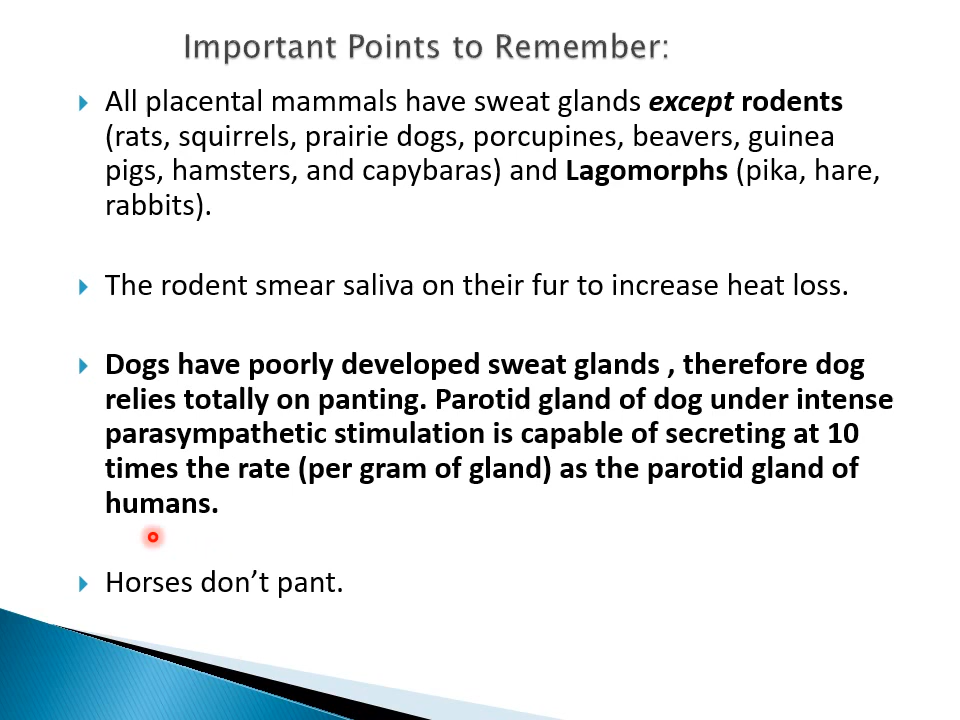 Important Points to Remember:
All placental mammals have sweat glands except rodents
(rats, squirrels, prairie dogs, porcupines, beavers, guinea
pigs, hamsters, and capybaras) and Lagomorphs (pika, hare,
rabbits).
The rodent smear saliva on their fur to increase heat loss.
Dogs have poorly developed sweat glands , therefore dog
relies totally on panting. Parotid gland of dog under intense
parasympathetic stimulation is capable of secreting at 10
times the rate (per gram of gland) as the parotid gland of
humans.
Horses don’t pant.